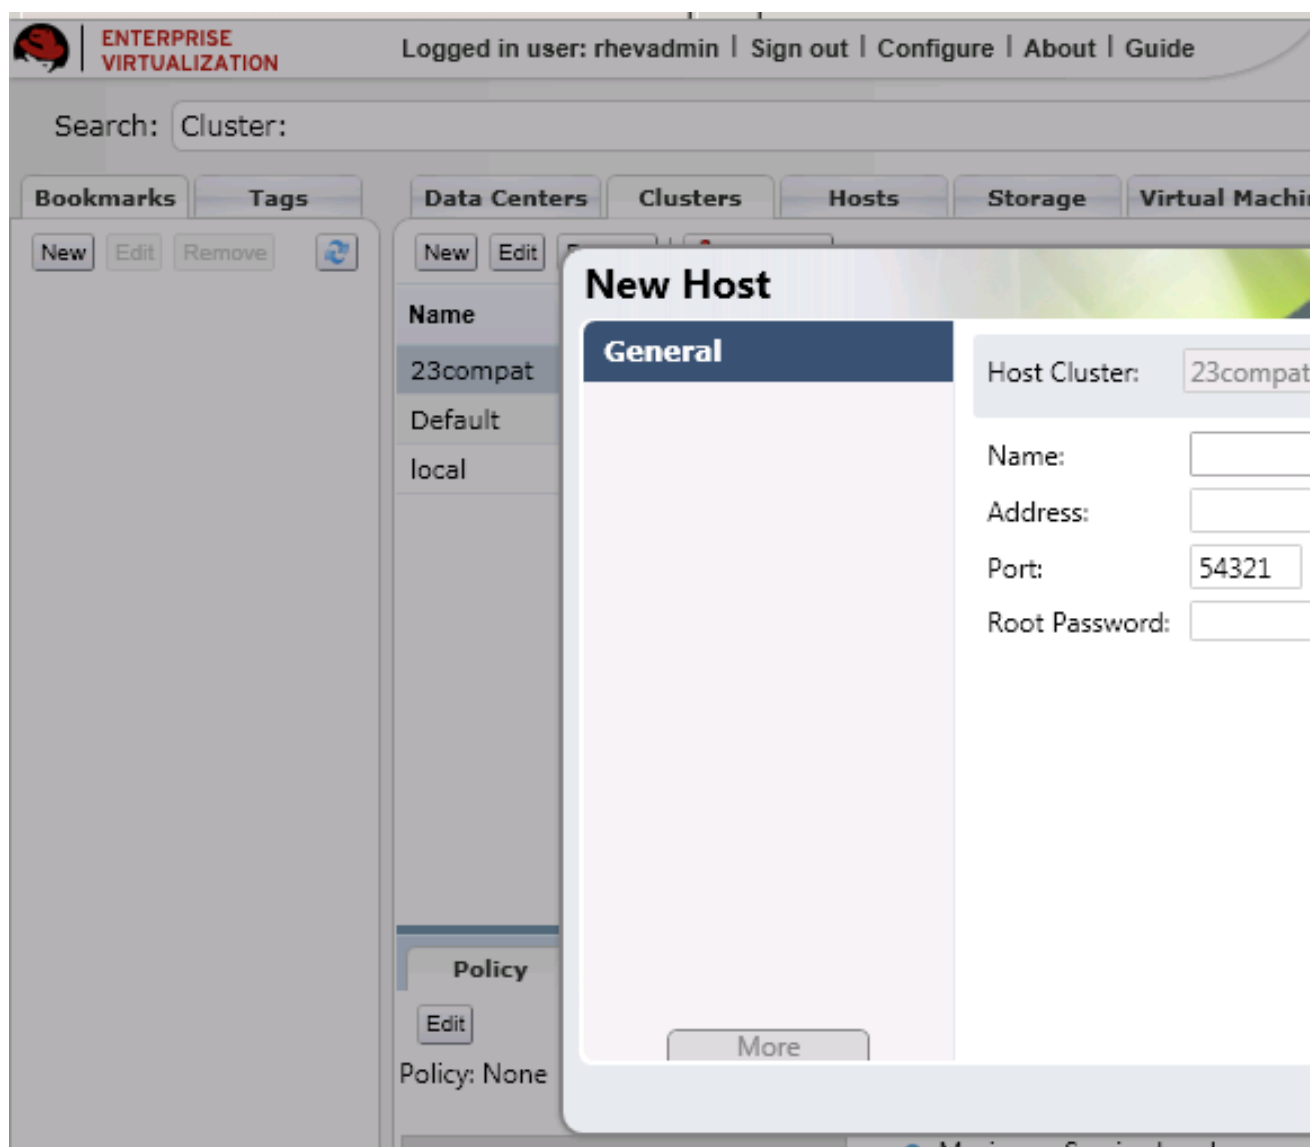 ENTERPRISE
VIRTUALIZATION
Logged in user: rhevadmin | Sign out | Configure | About | Guide
Search: Cluster:
Bookmarks Tags
Data Centers Clusters Hosts Storage Virtual Machi
New Edit Remove
New Edit
New Host
Name
23compat
Default
local
General
Host Cluster: 23compat
Name:
Address:
Port: 54321
Root Password:
More
Policy
Edit
Policy: None